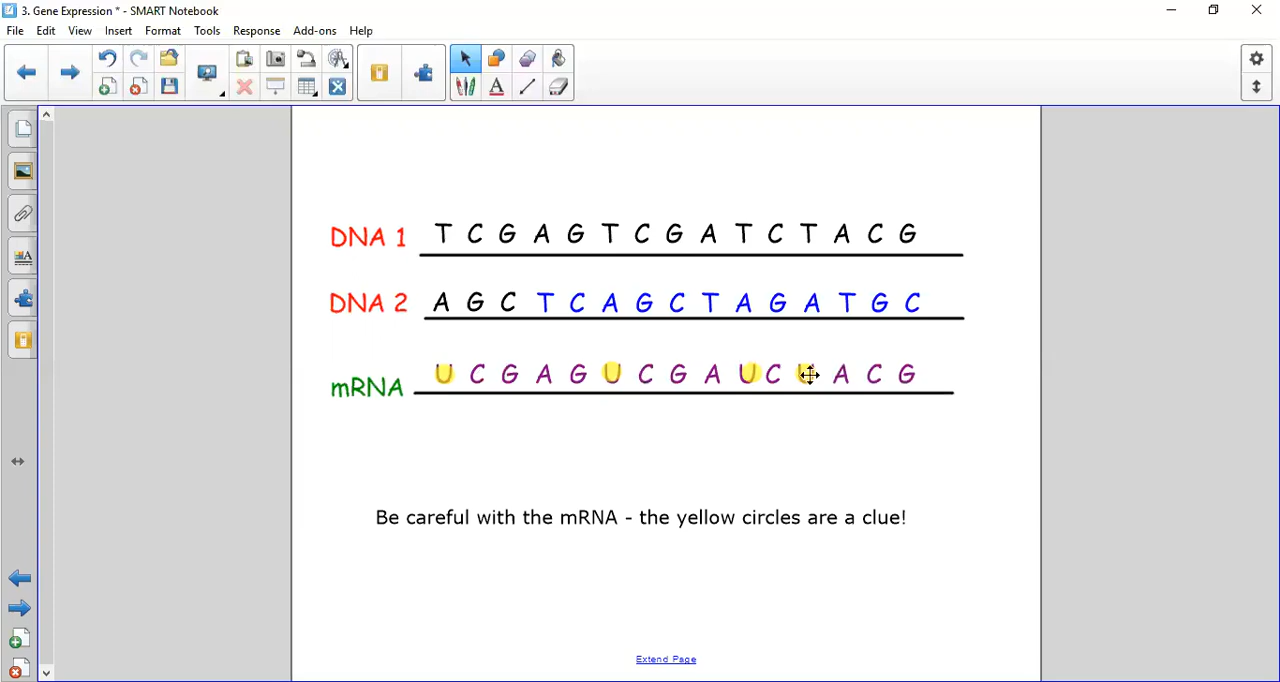 3. Gene Expression * - SMART Notebook
File Edit View Insert Format Tools Response Add-ons Help
DNA 1 T C G A G T C G A T C T A C G
DNA 2 A G C T C A G C T A G A T G C
mRNA U C G A G U C G A U C U A C G
Be careful with the mRNA - the yellow circles are a clue!
Extend Page